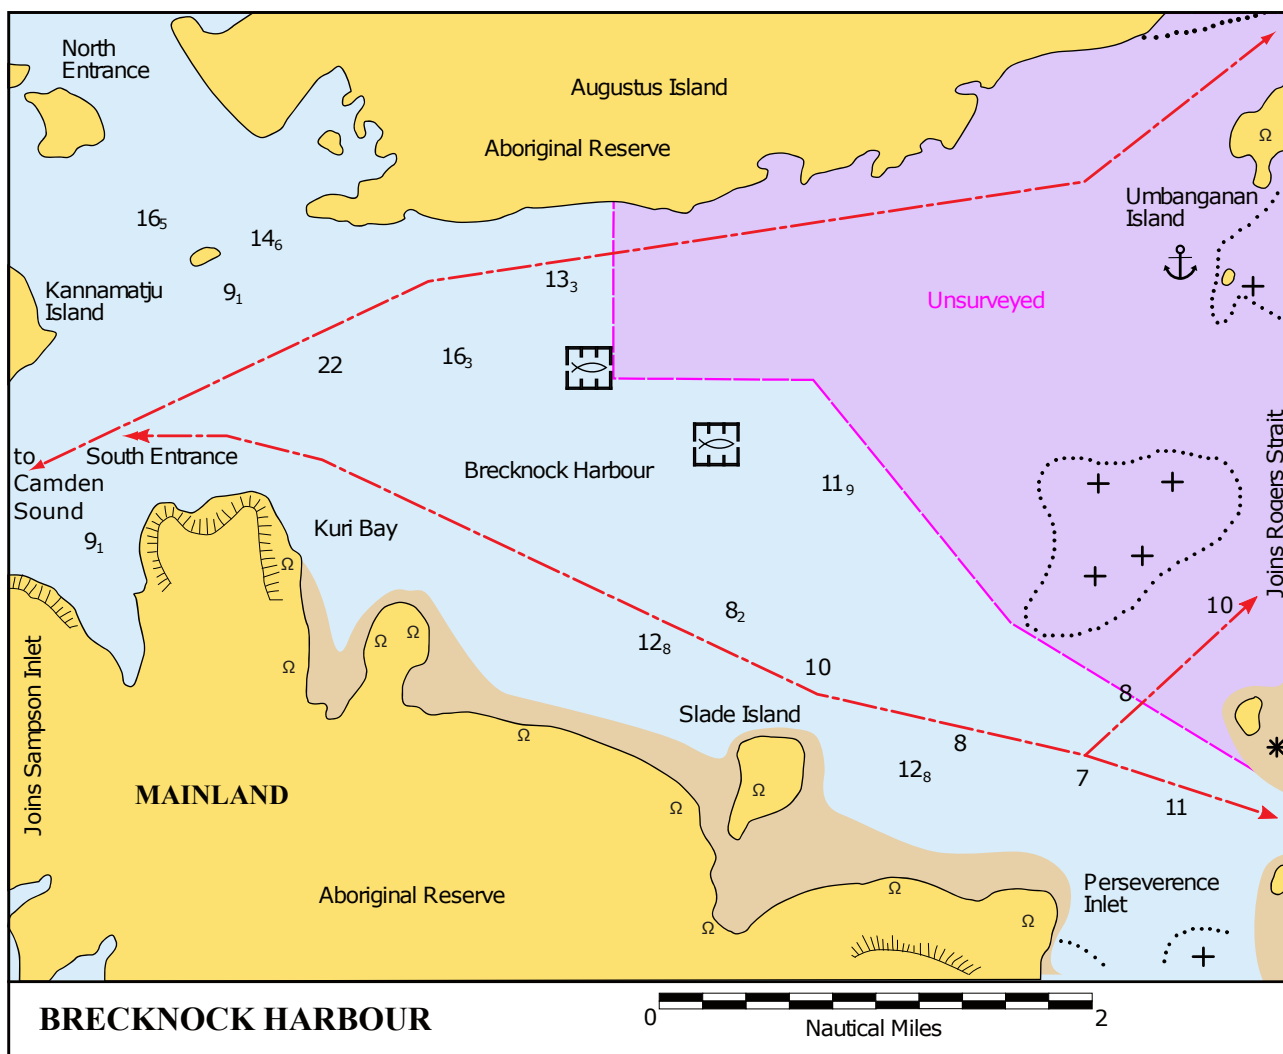 North
Entrance
Augustus Island
Aboriginal Reserve
Umbanganan
Island
16₅
14₆
9₁
13₃
Kannamatju
Island
Unsurveyed
22
16₃
to
Camden
Sound
South Entrance
Brecknock Harbour
11₉
9₁
Kuri Bay
Joins Rogers Strait
10
8₂
12₈
10
8
Slade Island
8
12₈
7
11
Joins Sampson Inlet
MAINLAND
Aboriginal Reserve
Perseverence
Inlet
BRECKNOCK HARBOUR
0
2
Nautical Miles